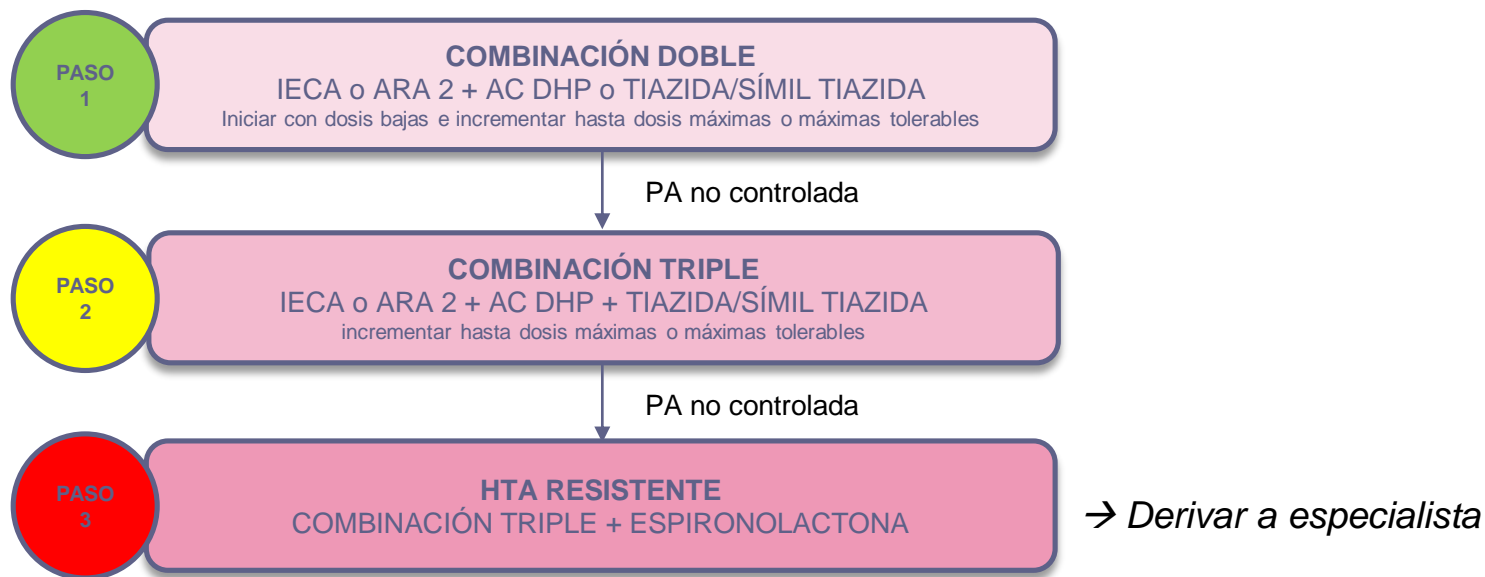 PASO
1
COMBINACIÓN DOBLE
IECA o ARA 2 + AC DHP o TIAZIDA/SÍMIL TIAZIDA
Iniciar con dosis bajas e incrementar hasta dosis máximas o máximas tolerables
PA no controlada
PASO
2
COMBINACIÓN TRIPLE
IECA o ARA 2 + AC DHP + TIAZIDA/SÍMIL TIAZIDA
incrementar hasta dosis máximas o máximas tolerables
PA no controlada
PASO
3
HTA RESISTENTE
COMBINACIÓN TRIPLE + ESPIRONOLACTONA
→ Derivar a especialista